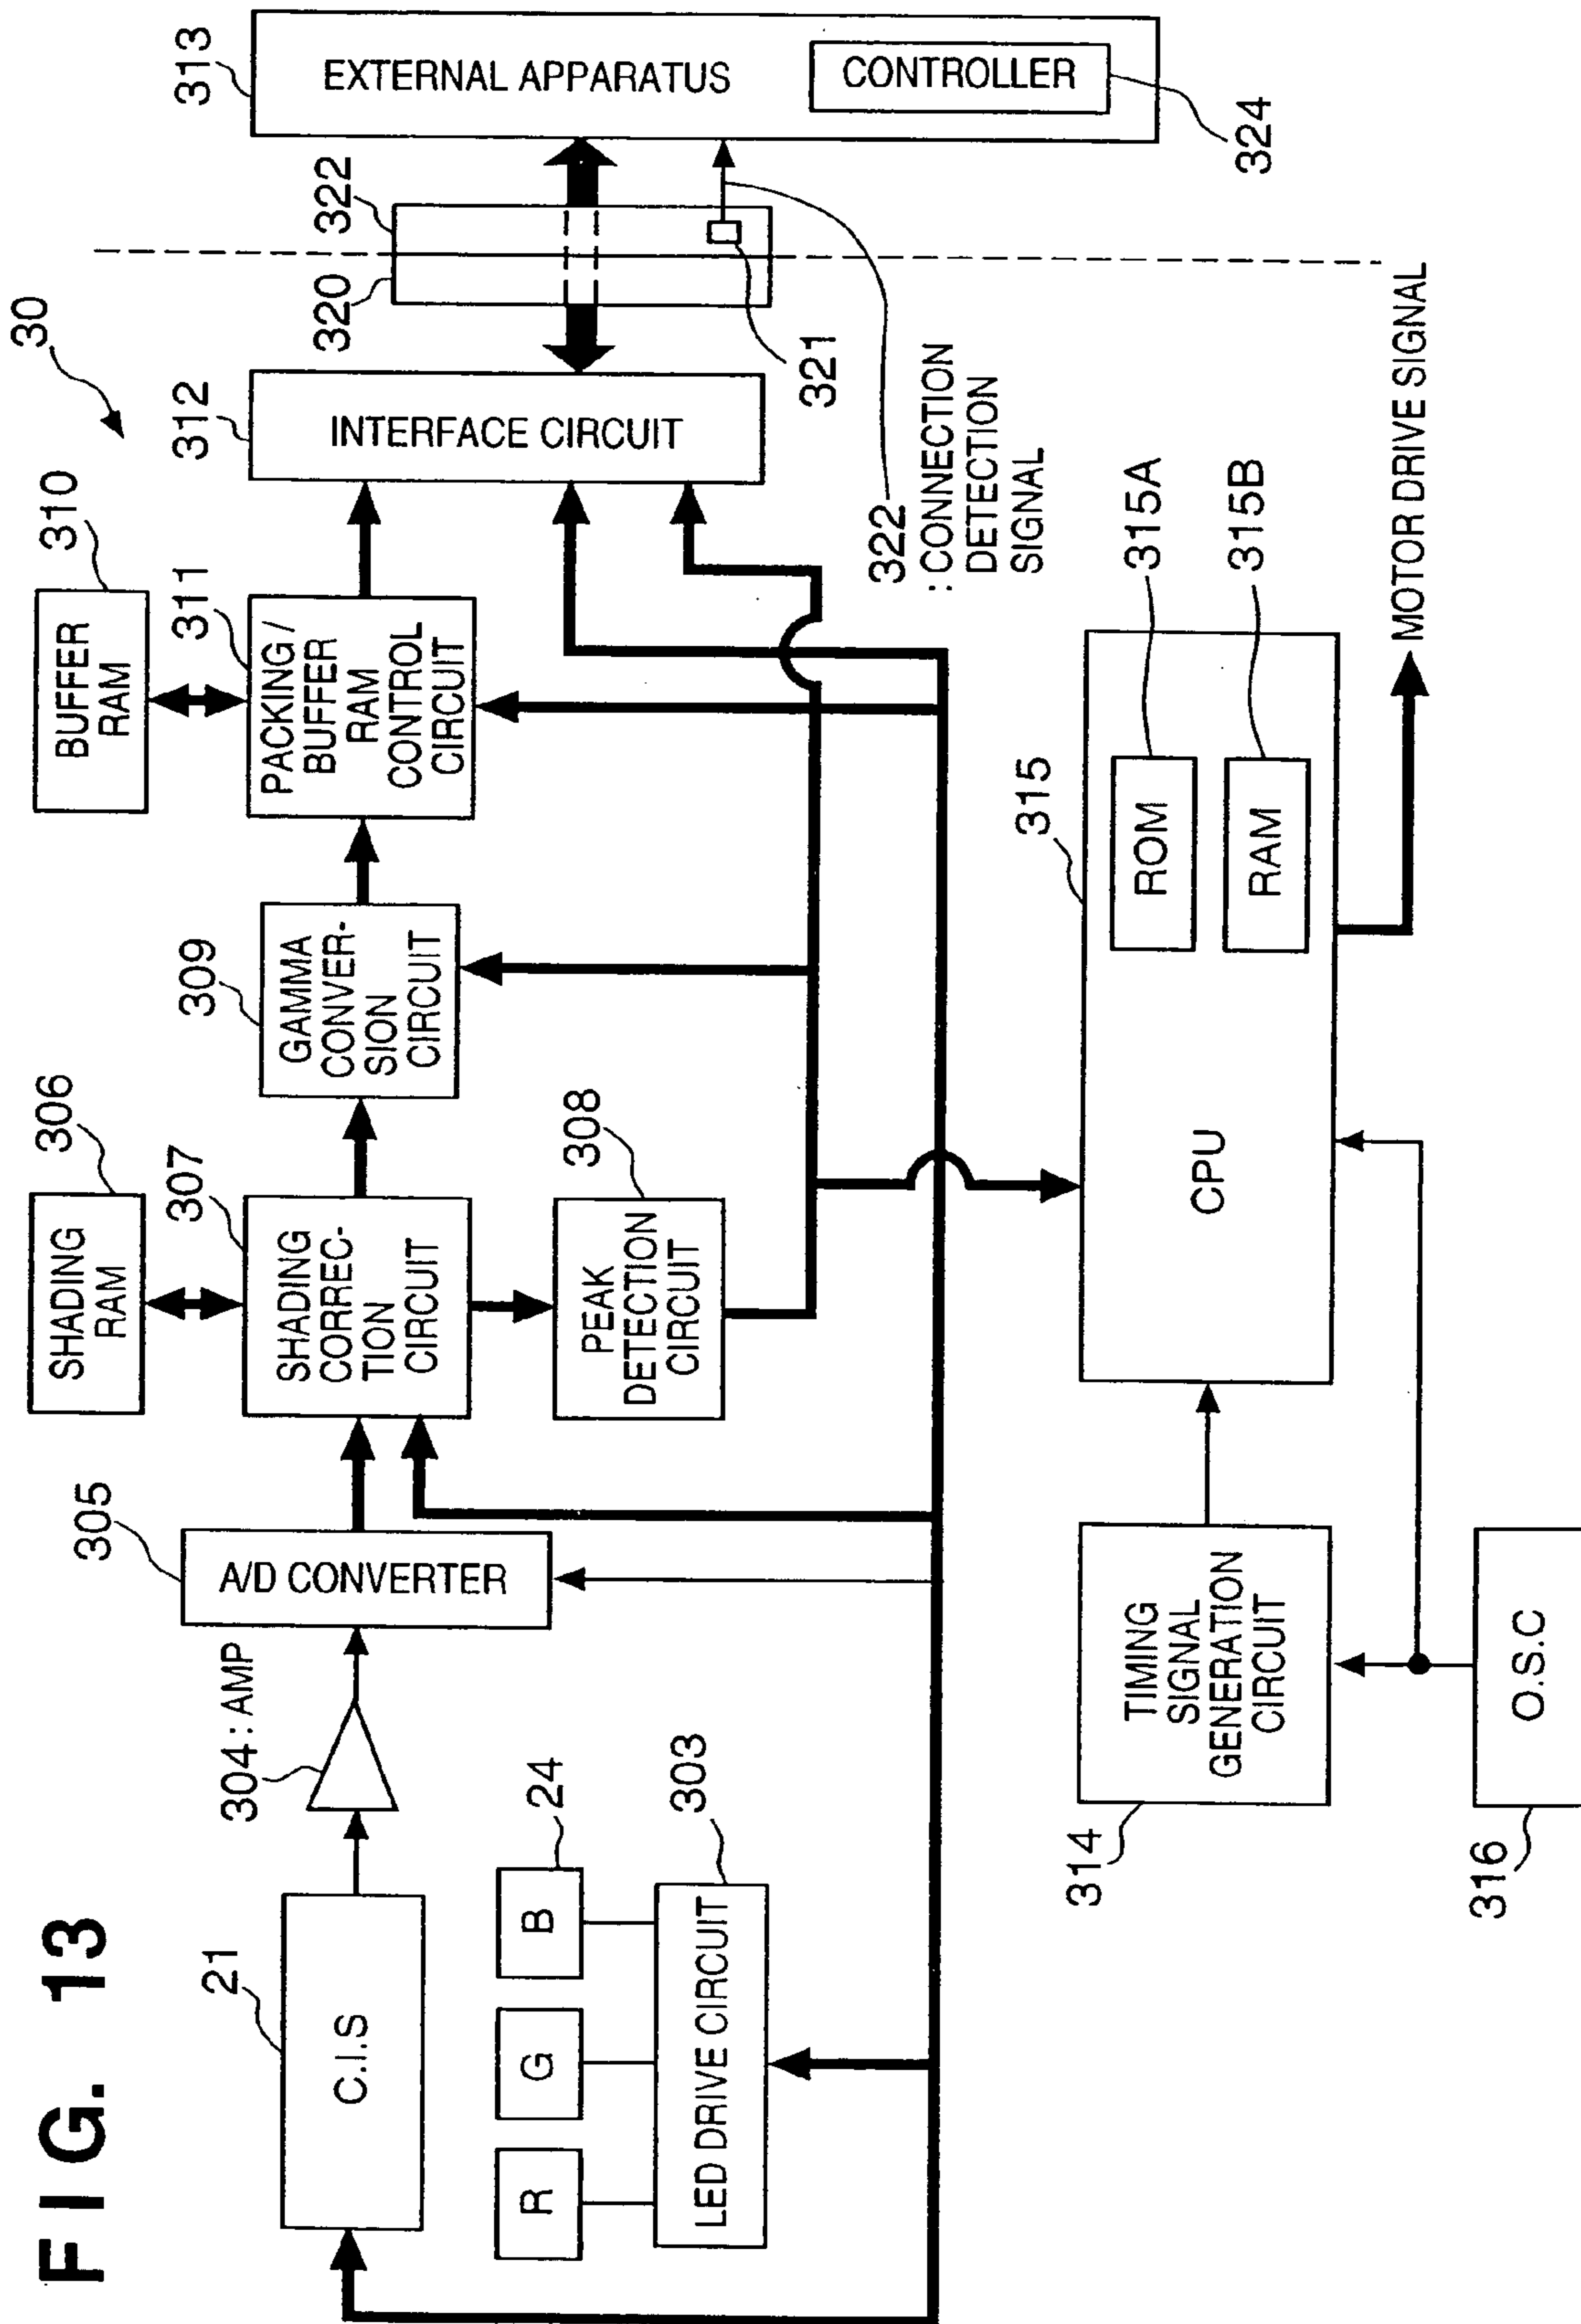 FIG. 13
30
21
C.I.S
304 : AMP
305
A/D CONVERTER
306
SHADING
RAM
307
SHADING
CORREC-
TION
CIRCUIT
309
GAMMA
CONVER-
SION
CIRCUIT
310
BUFFER
RAM
311
PACKING /
BUFFER
RAM
CONTROL
CIRCUIT
312
INTERFACE CIRCUIT
320
322
313
EXTERNAL APPARATUS
CONTROLLER
324
321
322
: CONNECTION
DETECTION
SIGNAL
R
G
B
24
303
LED DRIVE CIRCUIT
308
PEAK
DETECTION
CIRCUIT
314
TIMING
SIGNAL
GENERATION
CIRCUIT
315
CPU
ROM
315A
RAM
315B
MOTOR DRIVE SIGNAL
316
O.S.C